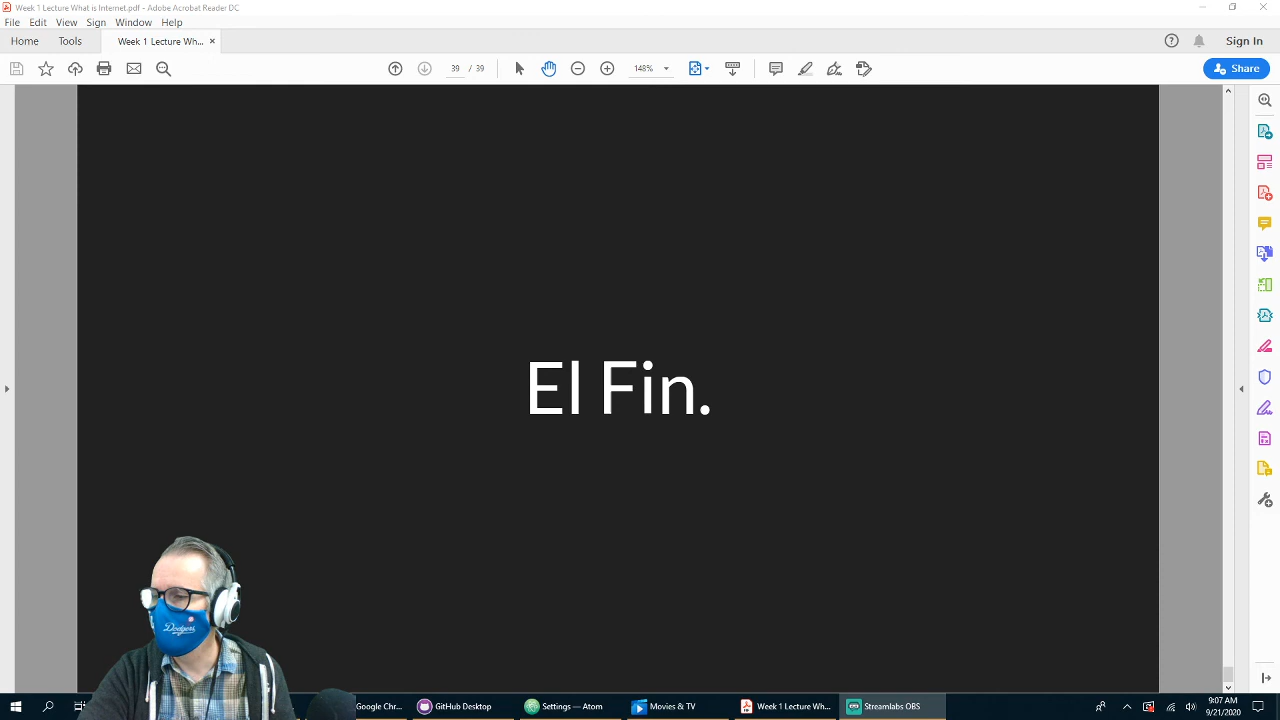 Week 1 Lecture What is Internet.pdf - Adobe Acrobat Reader DC
File Edit View Sign Window Help
Home Tools Week 1 Lecture Wh... × Sign In
39 / 39 148% Share
El Fin.
Dodgers
Google Chr... GitHub Desktop Settings — Atom Movies & TV Week 1 Lecture Wh... Streamlabs OBS 9:07 AM
9/21/2020